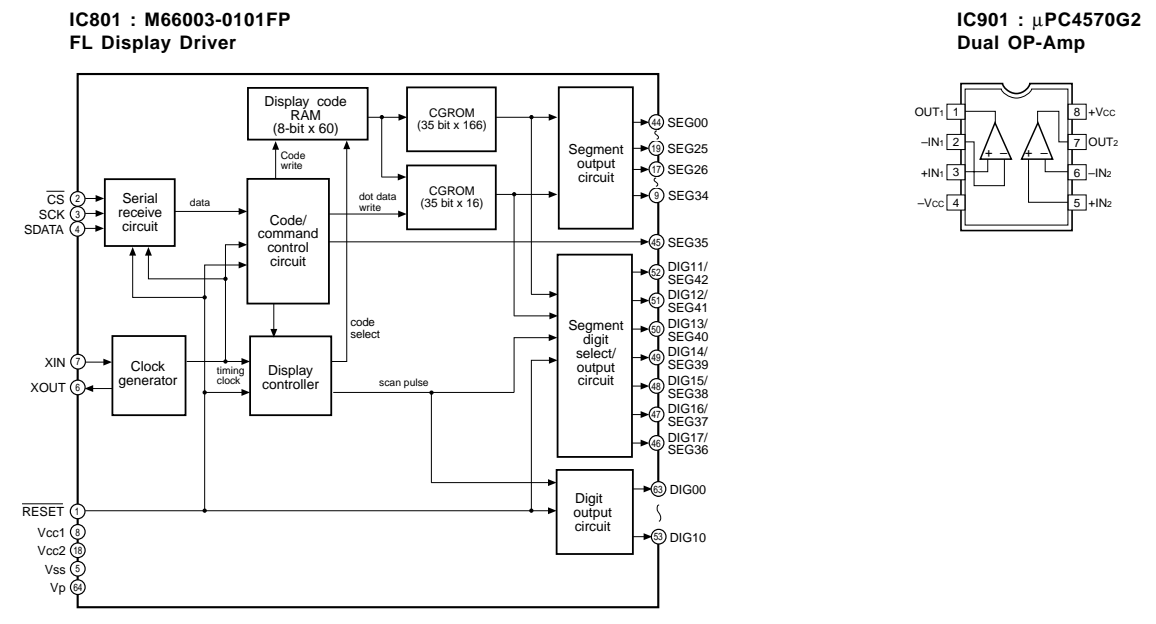 IC801 : M66003-0101FP
FL Display Driver
Display code
RAM
(8-bit x 60)
CGROM
(35 bit x 166)
CGROM
(35 bit x 16)
Segment
output
circuit
44 SEG00
19 SEG25
17 SEG26
9 SEG34
Code
write
dot data
write
CS 2
SCK 3
SDATA 4
Serial
receive
circuit
data
Code/
command
control
circuit
45 SEG35
52 DIG11/
SEG42
51 DIG12/
SEG41
50 DIG13/
SEG40
49 DIG14/
SEG39
48 DIG15/
SEG38
47 DIG16/
SEG37
46 DIG17/
SEG36
Segment
digit
select/
output
circuit
code
select
XIN 7
XOUT 6
Clock
generator
timing
clock
Display
controller
scan pulse
RESET 1
Vcc1 8
Vcc2 18
Vss 5
Vp 64
Digit
output
circuit
63 DIG00
53 DIG10
IC901 : µPC4570G2
Dual OP-Amp
OUT1 1
–IN1 2
+IN1 3
–VCC 4
+ –
+ –
8 +VCC
7 OUT2
6 –IN2
5 +IN2